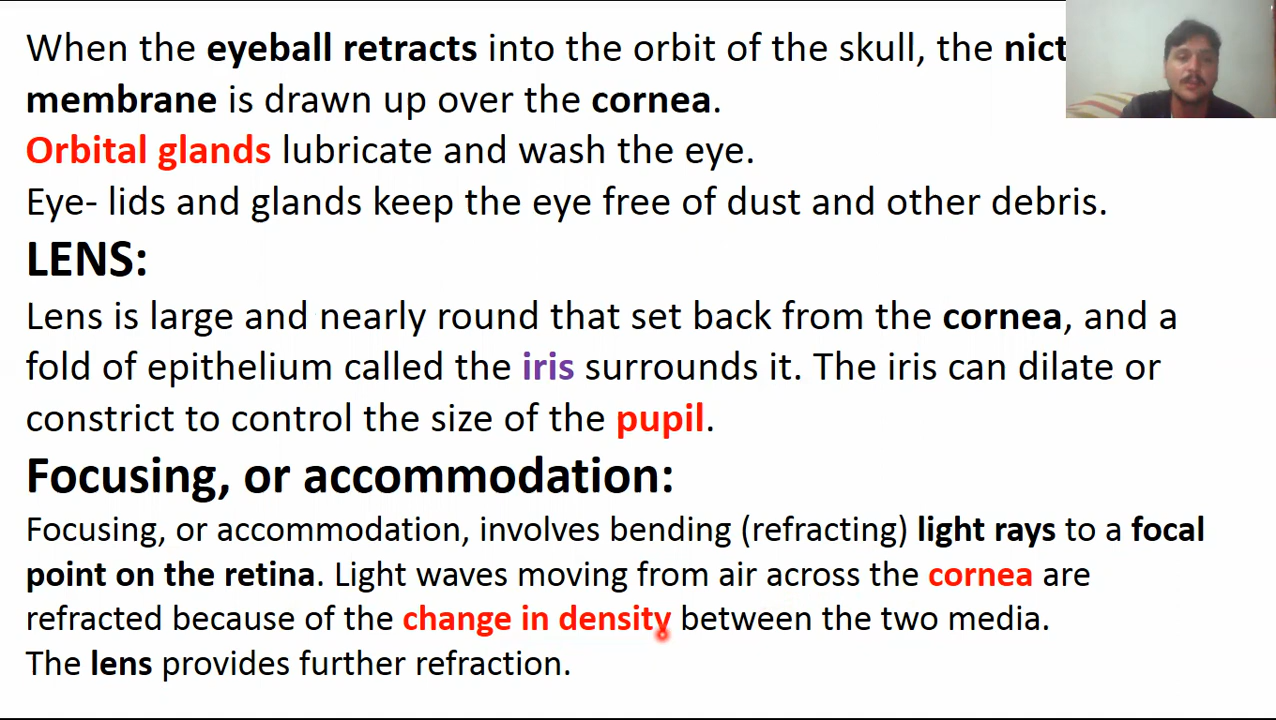 When the eyeball retracts into the orbit of the skull, the
membrane is drawn up over the cornea.
Orbital glands lubricate and wash the eye.
Eye- lids and glands keep the eye free of dust and other debris.
LENS:
Lens is large and nearly round that set back from the cornea, and a
fold of epithelium called the iris surrounds it. The iris can dilate or
constrict to control the size of the pupil.
Focusing, or accommodation:
Focusing, or accommodation, involves bending (refracting) light rays to a focal
point on the retina. Light waves moving from air across the cornea are
refracted because of the change in density between the two media.
The lens provides further refraction.